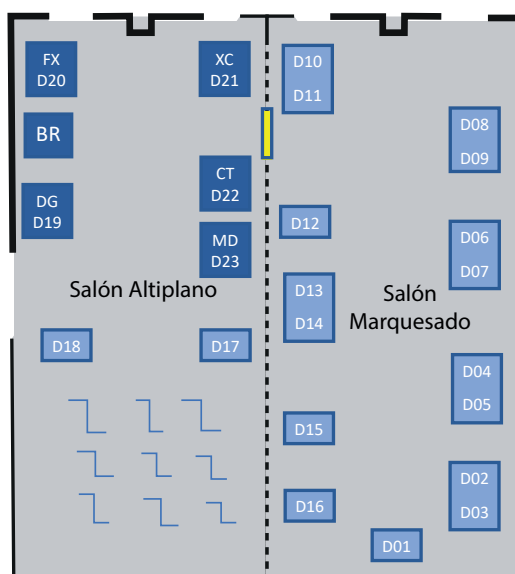 FX
D20
XC
D21
BR
CT
D22
DG
D19
MD
D23
Salón Altiplano
D18
D17
D10
D11
D08
D09
D12
D06
D07
D13
D14
Salón
Marquesado
D04
D05
D15
D02
D03
D16
D01